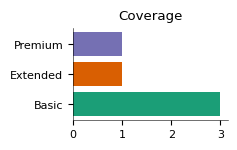 Coverage
Premium
Extended
Basic
0 1 2 3